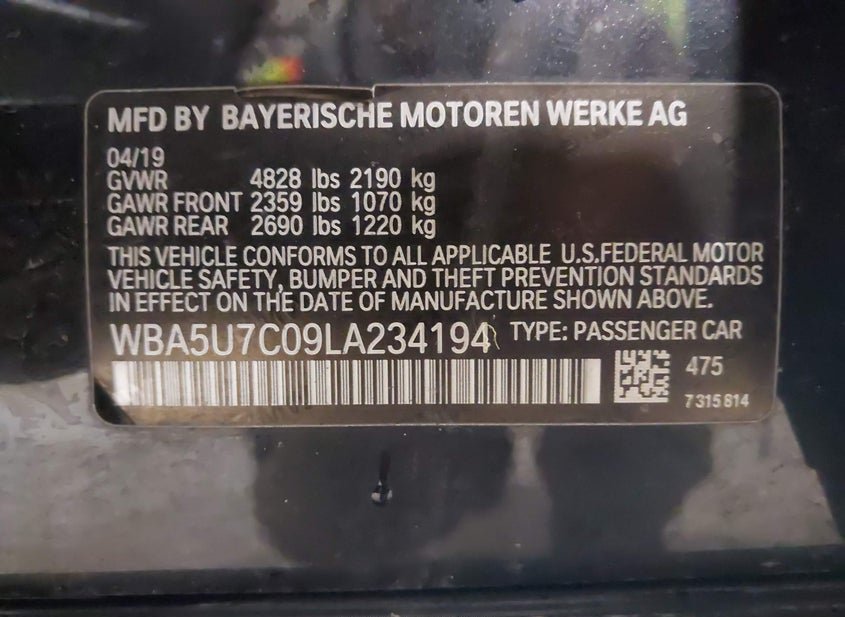 MFD BY BAYERISCHE MOTOREN WERKE AG
04/19
GVWR 4828 lbs 2190 kg
GAWR FRONT 2359 lbs 1070 kg
GAWR REAR 2690 lbs 1220 kg
THIS VEHICLE CONFORMS TO ALL APPLICABLE U.S.FEDERAL MOTOR
VEHICLE SAFETY, BUMPER AND THEFT PREVENTION STANDARDS
IN EFFECT ON THE DATE OF MANUFACTURE SHOWN ABOVE.
WBA5U7C09LA234194 TYPE: PASSENGER CAR
475
7 315 814